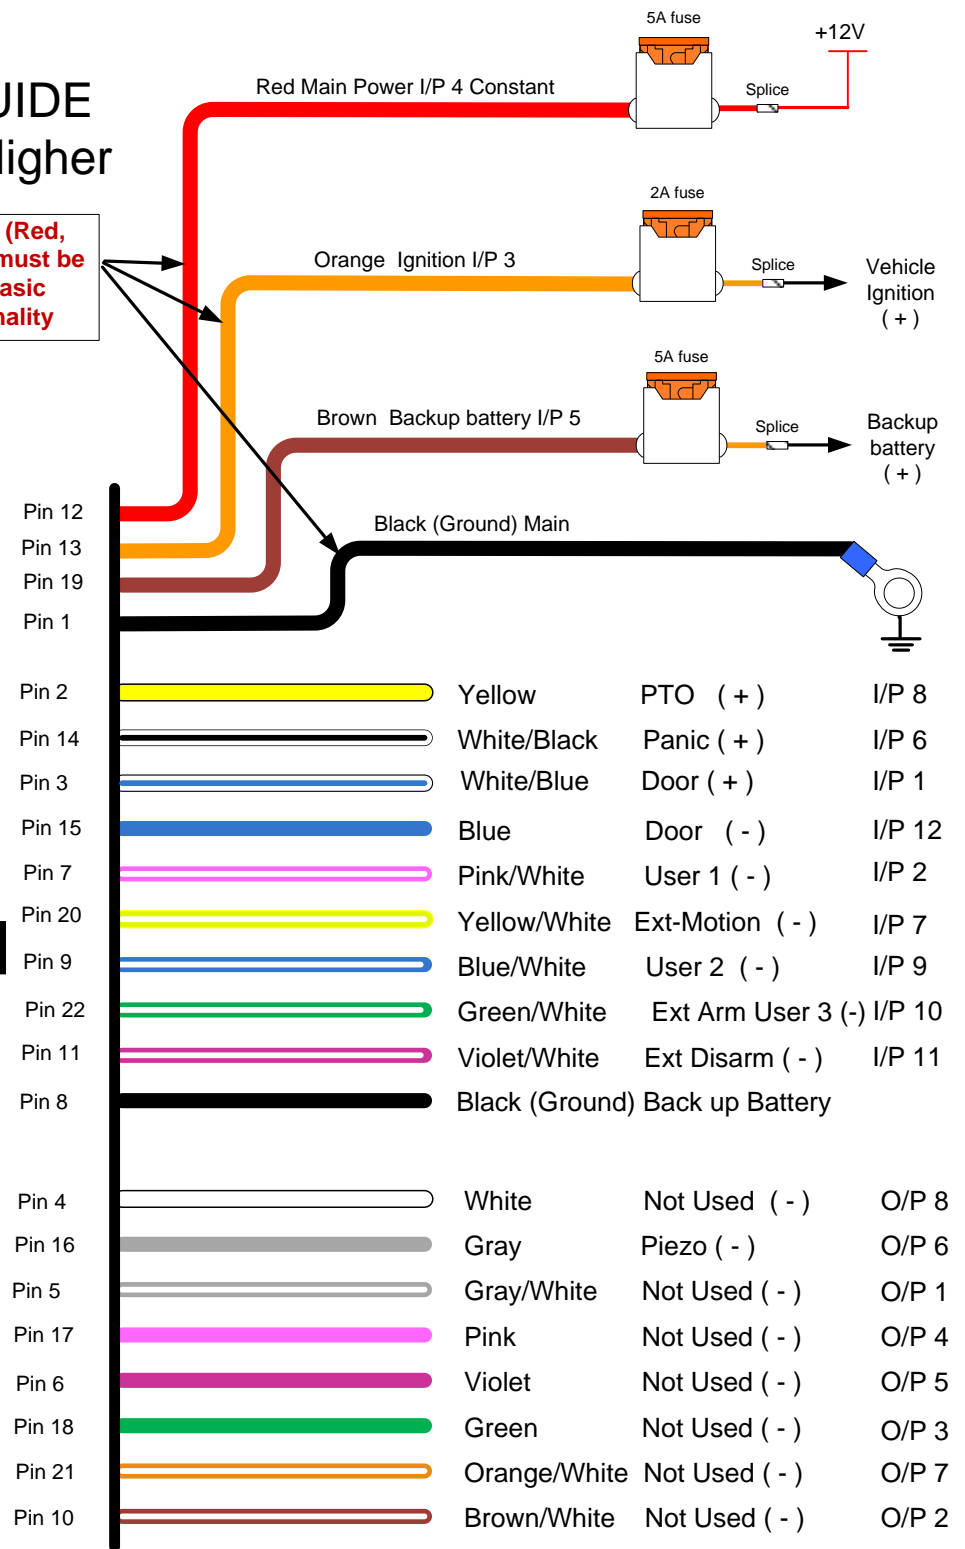 5A fuse
+12V
Red Main Power I/P 4 Constant
Splice
2A fuse
(Red,
must be
Orange Ignition I/P 3
Splice
Vehicle
Ignition
( + )
5A fuse
Brown Backup battery I/P 5
Splice
Backup
battery
( + )
Pin 12
Black (Ground) Main
Pin 13
Pin 19
Pin 1
Pin 2 Yellow PTO ( + ) I/P 8
Pin 14 White/Black Panic ( + ) I/P 6
Pin 3 White/Blue Door ( + ) I/P 1
Pin 15 Blue Door ( - ) I/P 12
Pin 7 Pink/White User 1 ( - ) I/P 2
Pin 20 Yellow/White Ext-Motion ( - ) I/P 7
Pin 9 Blue/White User 2 ( - ) I/P 9
Pin 22 Green/White Ext Arm User 3 (-) I/P 10
Pin 11 Violet/White Ext Disarm ( - ) I/P 11
Pin 8 Black (Ground) Back up Battery
Pin 4 White Not Used ( - ) O/P 8
Pin 16 Gray Piezo ( - ) O/P 6
Pin 5 Gray/White Not Used ( - ) O/P 1
Pin 17 Pink Not Used ( - ) O/P 4
Pin 6 Violet Not Used ( - ) O/P 5
Pin 18 Green Not Used ( - ) O/P 3
Pin 21 Orange/White Not Used ( - ) O/P 7
Pin 10 Brown/White Not Used ( - ) O/P 2